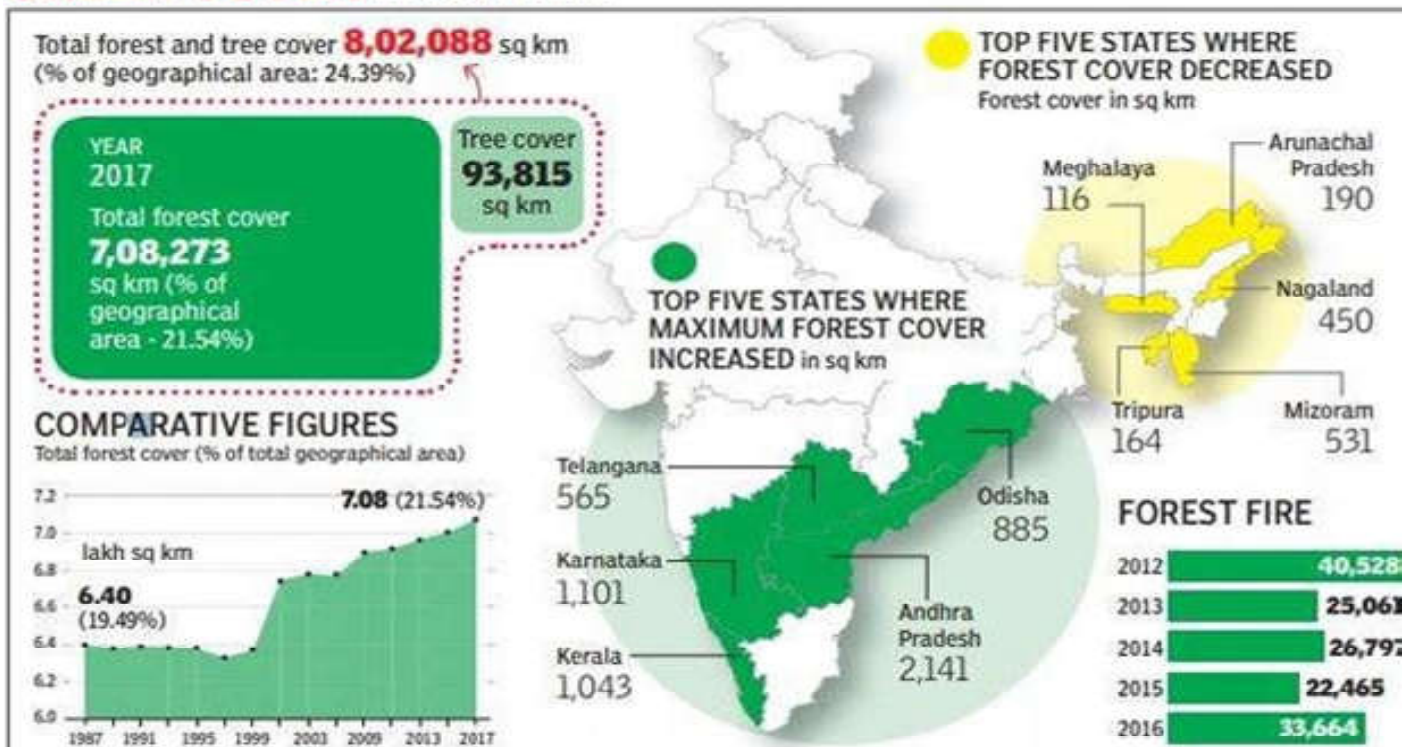 Total forest and tree cover 8,02,088 sq km
(% of geographical area: 24.39%)
YEAR
2017
Total forest cover
7,08,273
sq km (% of
geographical
area - 21.54%)
Tree cover
93,815
sq km
COMPARATIVE FIGURES
Total forest cover (% of total geographical area)
7.2
7.0
6.8
6.6
6.4
6.2
6.0
lakh sq km
6.40
(19.49%)
7.08 (21.54%)
1987 1991 1995 1999 2003 2009 2013 2017
TOP FIVE STATES WHERE
MAXIMUM FOREST COVER
INCREASED in sq km
Telangana
565
Karnataka
1,101
Kerala
1,043
Odisha
885
Andhra
Pradesh
2,141
TOP FIVE STATES WHERE
FOREST COVER DECREASED
Forest cover in sq km
Meghalaya
116
Arunachal
Pradesh
190
Nagaland
450
Tripura
164
Mizoram
531
FOREST FIRE
2012 40,528
2013 25,061
2014 26,797
2015 22,465
2016 33,664